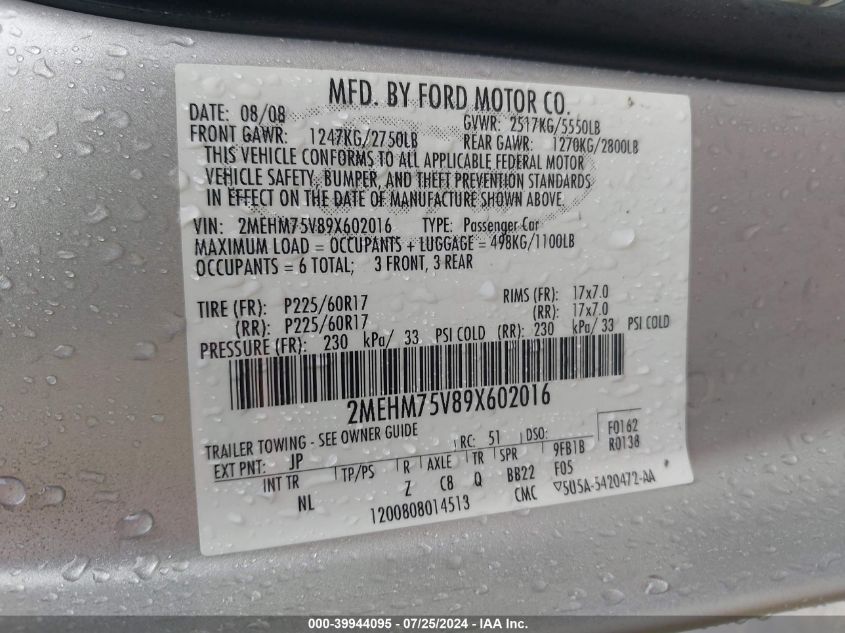 MFD. BY FORD MOTOR CO.
DATE: 08/08 GVWR: 2517KG/5550LB
FRONT GAWR: 1247KG/2750LB REAR GAWR: 1270KG/2800LB
THIS VEHICLE CONFORMS TO ALL APPLICABLE FEDERAL MOTOR
VEHICLE SAFETY, BUMPER, AND THEFT PREVENTION STANDARDS
IN EFFECT ON THE DATE OF MANUFACTURE SHOWN ABOVE.
VIN: 2MEHM75V89X602016 TYPE: Passenger Car
MAXIMUM LOAD = OCCUPANTS + LUGGAGE = 498KG/1100LB
OCCUPANTS = 6 TOTAL; 3 FRONT, 3 REAR
TIRE (FR): P225/60R17 RIMS (FR): 17x7.0
(RR): P225/60R17 (RR): 17x7.0
PRESSURE (FR): 230 kPa/ 33 PSI COLD (RR): 230 kPa/ 33 PSI COLD
2MEHM75V89X602016
TRAILER TOWING - SEE OWNER GUIDE
EXT PNT: JP RC: 51 DSO: F0162
R0138
INT TR TP/PS R AXLE TR SPR 9FB1B
NL Z C8 Q BB22 F05
1200808014513 CMC ▽5U5A-5420472-AA
000-39944095 - 07/25/2024 - IAA Inc.